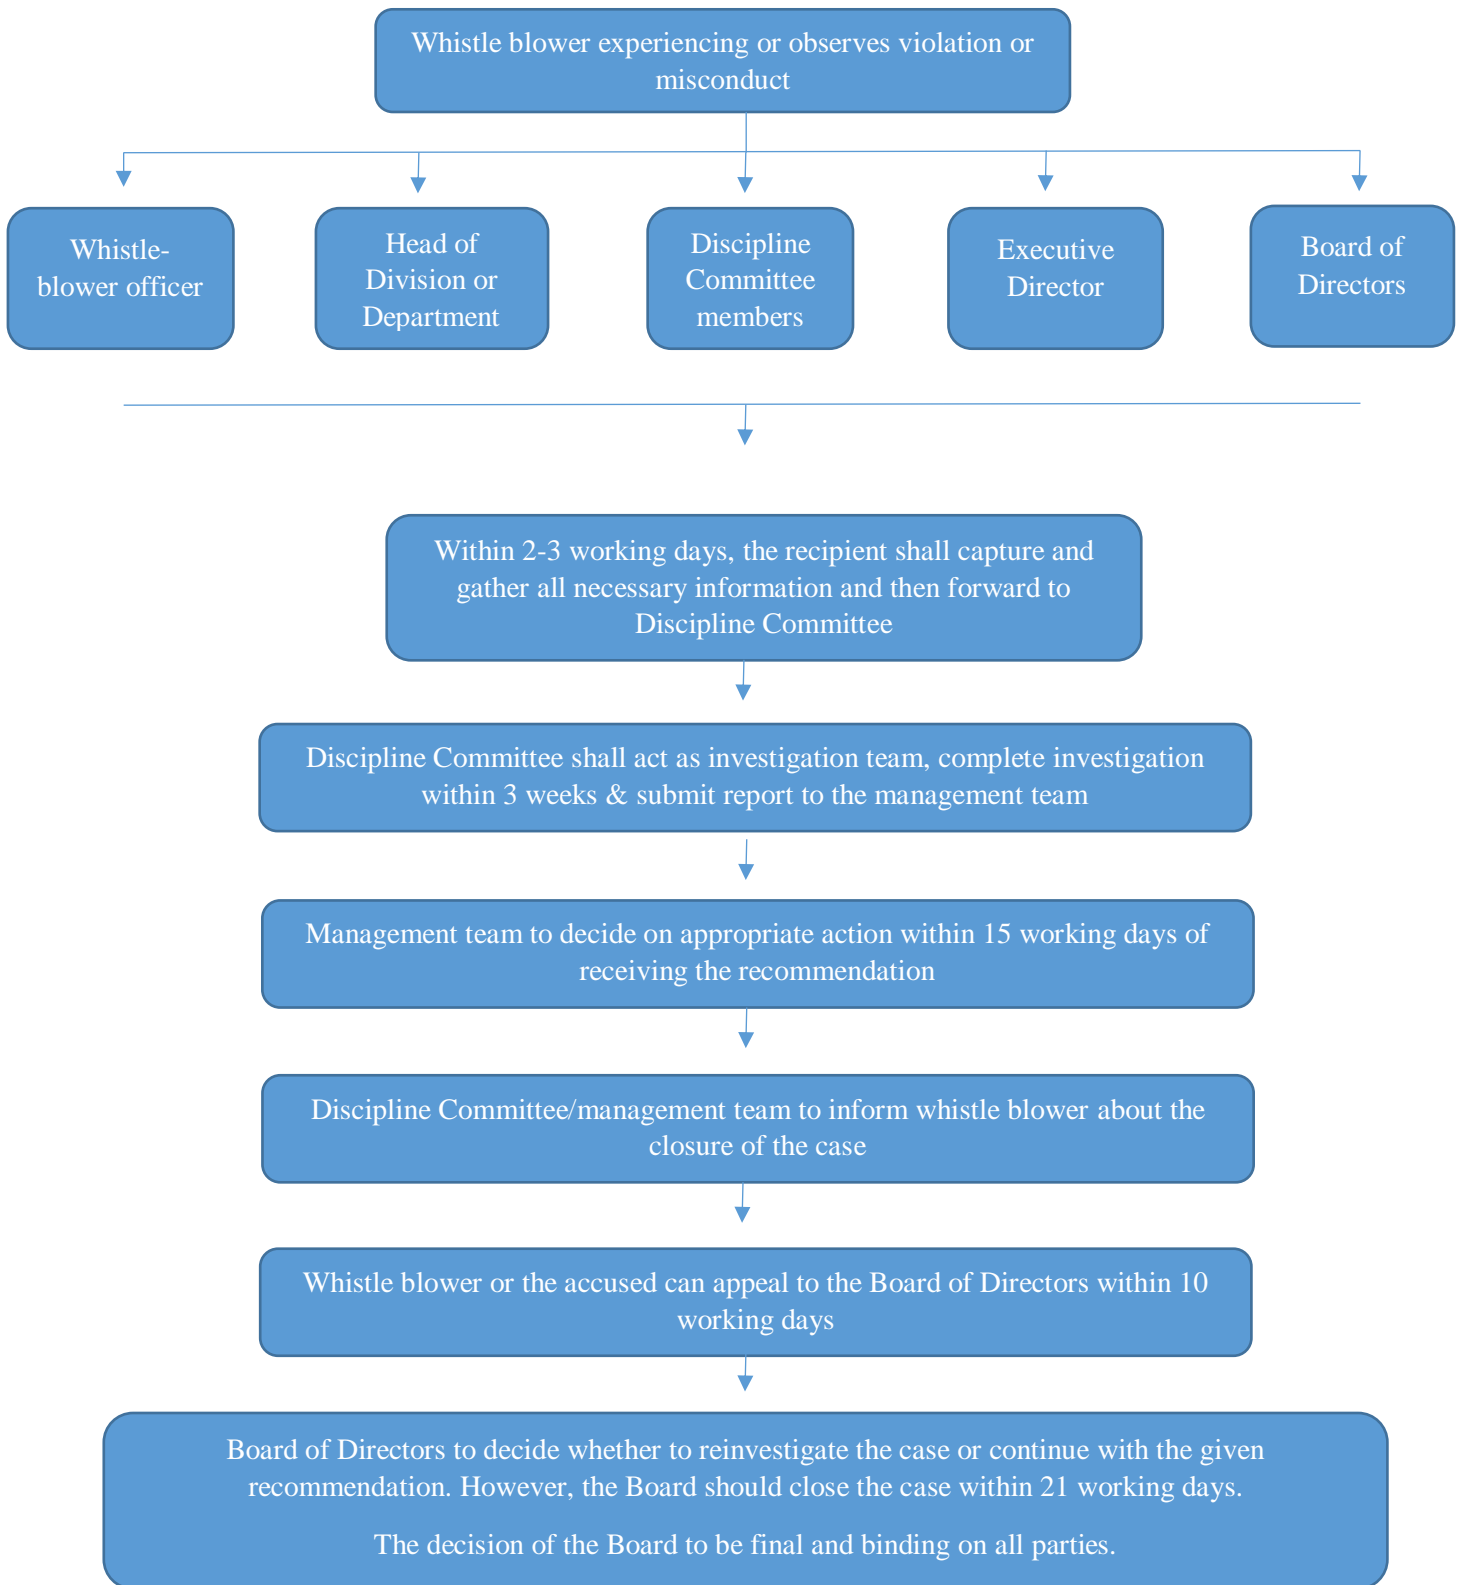 Whistle blower experiencing or observes violation or
misconduct
Whistle-
blower officer
Head of
Division or
Department
Discipline
Committee
members
Executive
Director
Board of
Directors
Within 2-3 working days, the recipient shall capture and
gather all necessary information and then forward to
Discipline Committee
Discipline Committee shall act as investigation team, complete investigation
within 3 weeks & submit report to the management team
Management team to decide on appropriate action within 15 working days of
receiving the recommendation
Discipline Committee/management team to inform whistle blower about the
closure of the case
Whistle blower or the accused can appeal to the Board of Directors within 10
working days
Board of Directors to decide whether to reinvestigate the case or continue with the given
recommendation. However, the Board should close the case within 21 working days.
The decision of the Board to be final and binding on all parties.